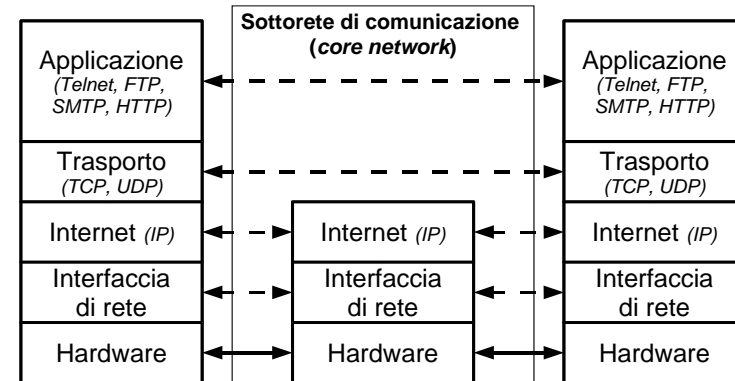 Sottorete di comunicazione
(core network)
Applicazione
(Telnet, FTP,
SMTP, HTTP)
Trasporto
(TCP, UDP)
Internet (IP)
Interfaccia
di rete
Hardware
Internet (IP)
Interfaccia
di rete
Hardware
Applicazione
(Telnet, FTP,
SMTP, HTTP)
Trasporto
(TCP, UDP)
Internet (IP)
Interfaccia
di rete
Hardware